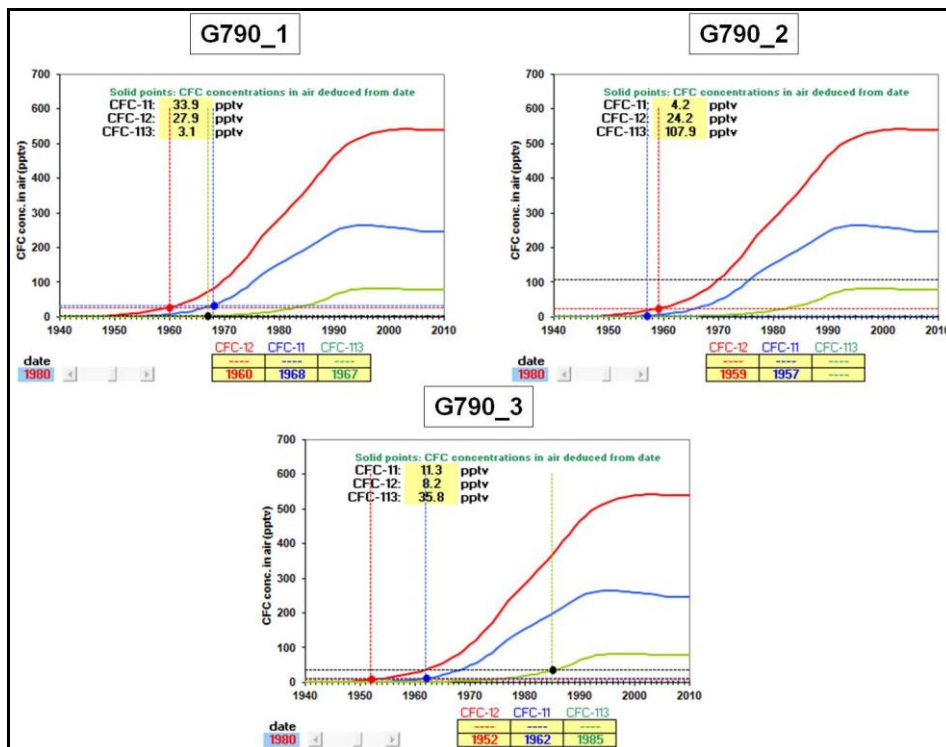 G790_1
700
600
500
400
300
200
100
0
CFC conc. in air (pptv)
Solid points: CFC concentrations in air deduced from date
CFC-11: 33.9 pptv
CFC-12: 27.9 pptv
CFC-113: 3.1 pptv
1940 1950 1960 1970 1980 1990 2000 2010
CFC-12 CFC-11 CFC-113
date ---- ---- ----
1980 1960 1968 1967
G790_2
700
600
500
400
300
200
100
0
CFC conc. in air (pptv)
Solid points: CFC concentrations in air deduced from date
CFC-11: 4.2 pptv
CFC-12: 24.2 pptv
CFC-113: 107.9 pptv
1940 1950 1960 1970 1980 1990 2000 2010
CFC-12 CFC-11 CFC-113
date ---- ---- ----
1980 1959 1957 ----
G790_3
700
600
500
400
300
200
100
0
CFC conc. in air (pptv)
Solid points: CFC concentrations in air deduced from date
CFC-11: 11.3 pptv
CFC-12: 8.2 pptv
CFC-113: 35.8 pptv
1940 1950 1960 1970 1980 1990 2000 2010
CFC-12 CFC-11 CFC-113
date ---- ---- ----
1980 1952 1962 1985